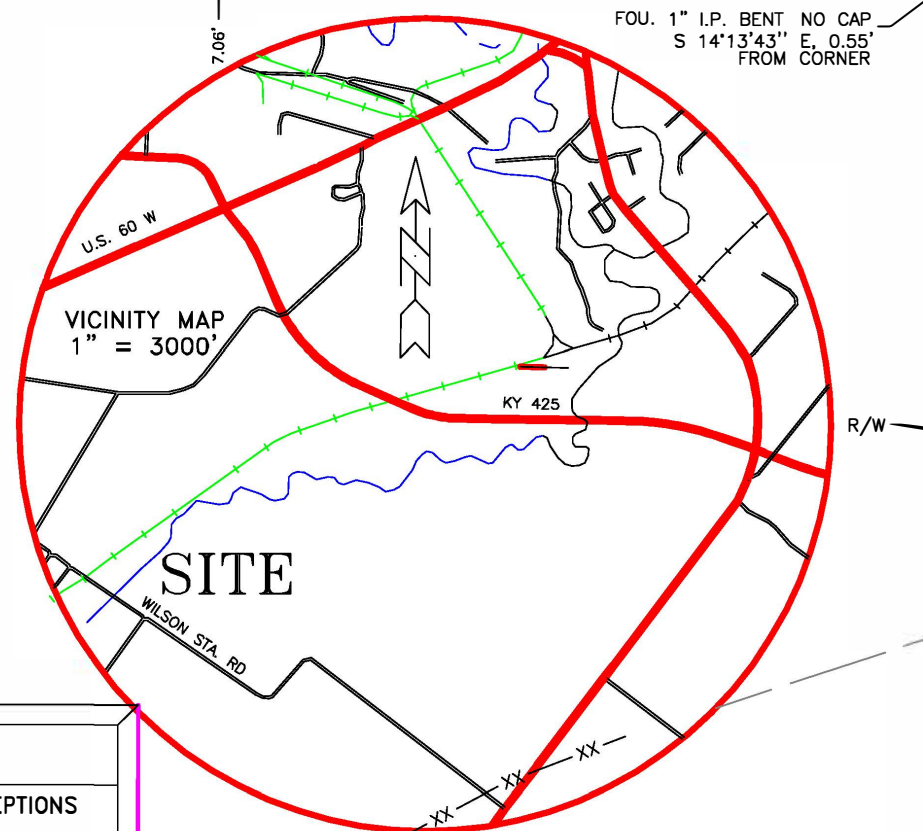 FOU. 1" I.P. BENT NO CAP
S 14°13'43" E, 0.55'
FROM CORNER
7.06'
U.S. 60 W
N
VICINITY MAP
1" = 3000'
KY 425
R/W
SITE
WILSON STA. RD
XX
XX
XX
EPTIONS